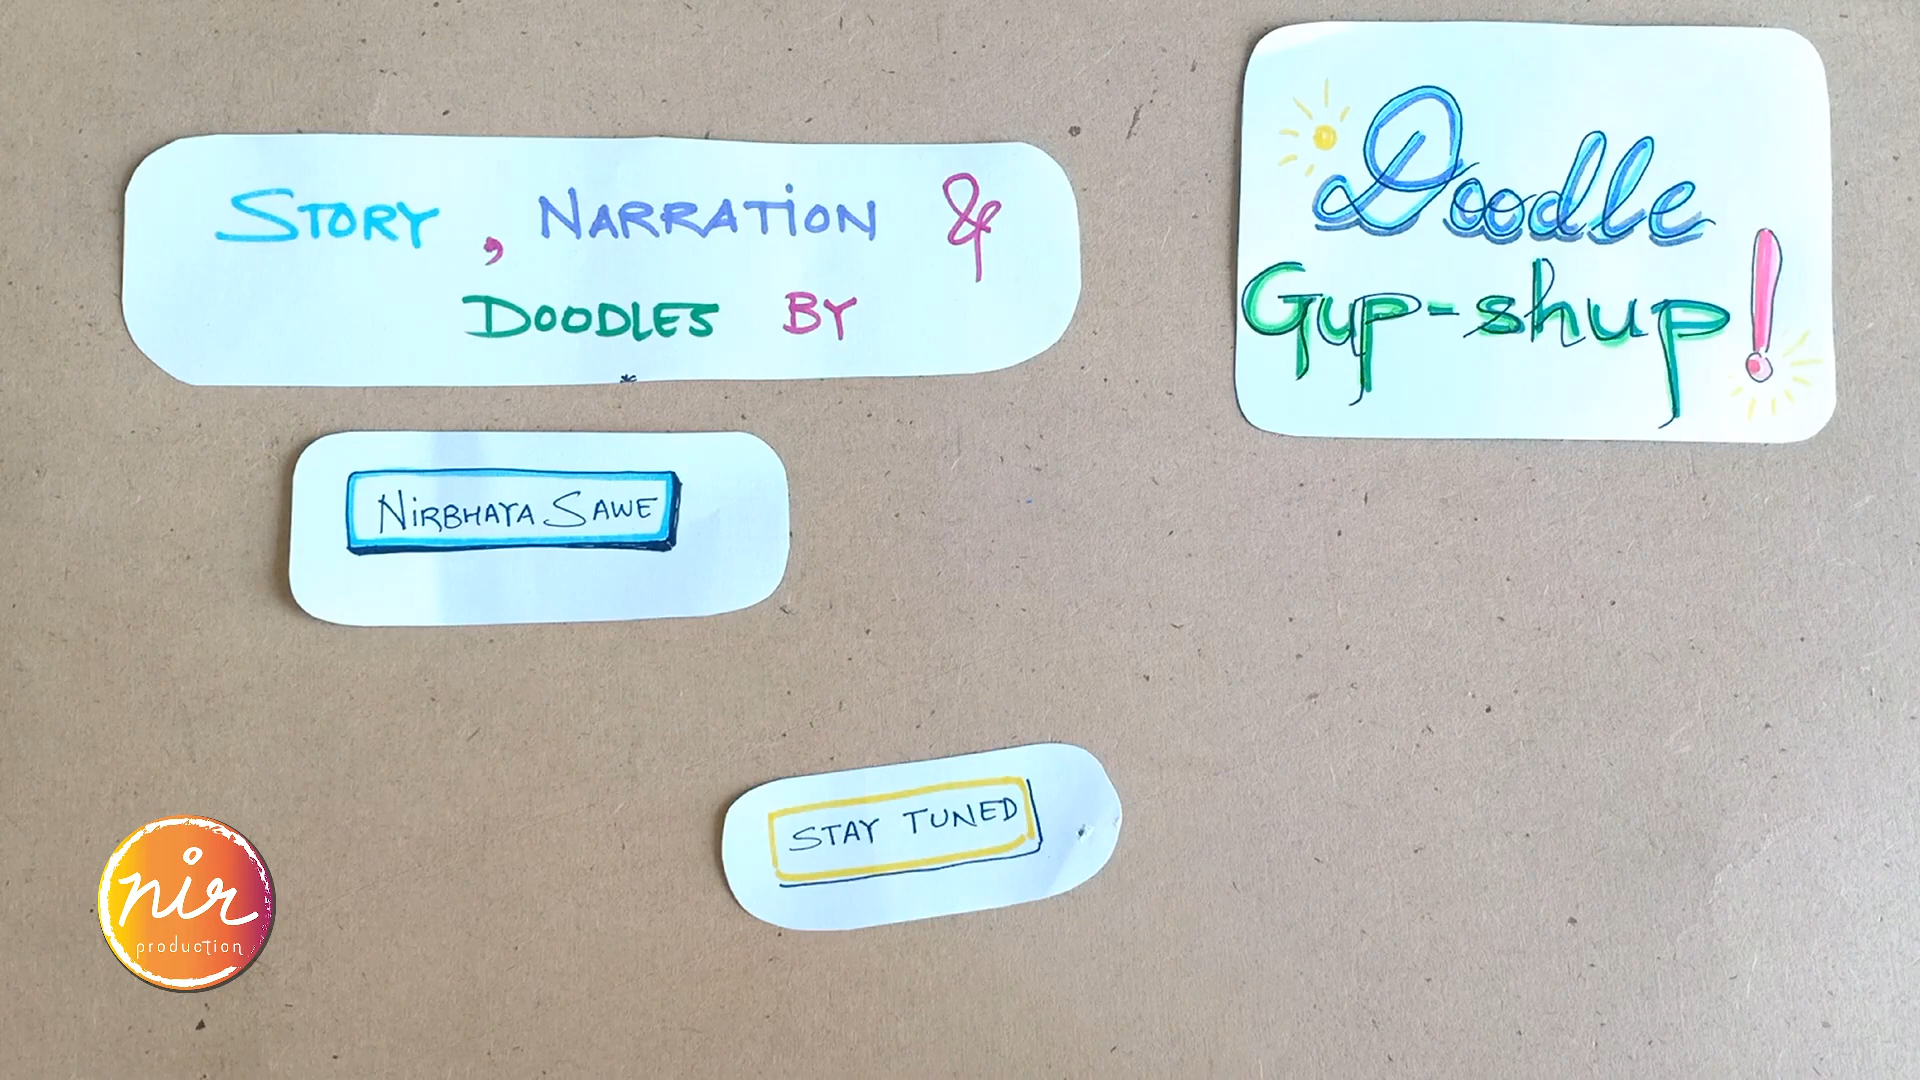 STORY, NARRATION &
DOODLES BY
NIRBHAYA SAWE
Doodle
Gup-shup!
STAY TUNED
nir
production